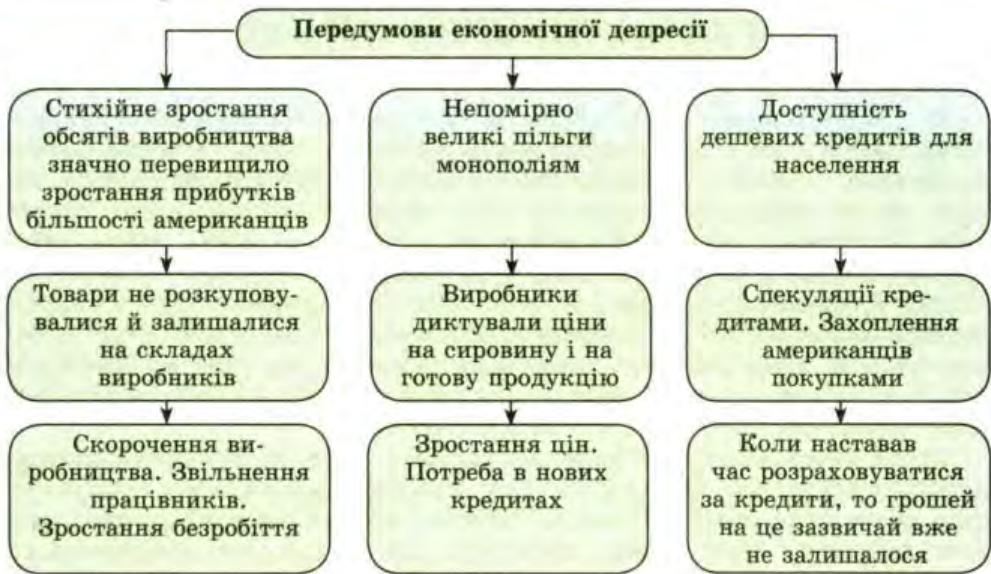 Передумови економічної депресії
Стихійне зростання
обсягів виробництва
значно перевищило
зростання прибутків
більшості американців
Товари не розкупову-
валися й залишалися
на складах
виробників
Скорочення ви-
робництва. Звільнення
працівників.
Зростання безробіття
Непомірно
великі пільги
монополіям
Виробники
диктували ціни
на сировину і на
готову продукцію
Зростання цін.
Потреба в нових
кредитах
Доступність
дешевих кредитів для
населення
Спекуляції кре-
дитами. Захоплення
американців
покупками
Коли наставав
час розраховуватися
за кредити, то грошей
на це зазвичай вже
не залишалося